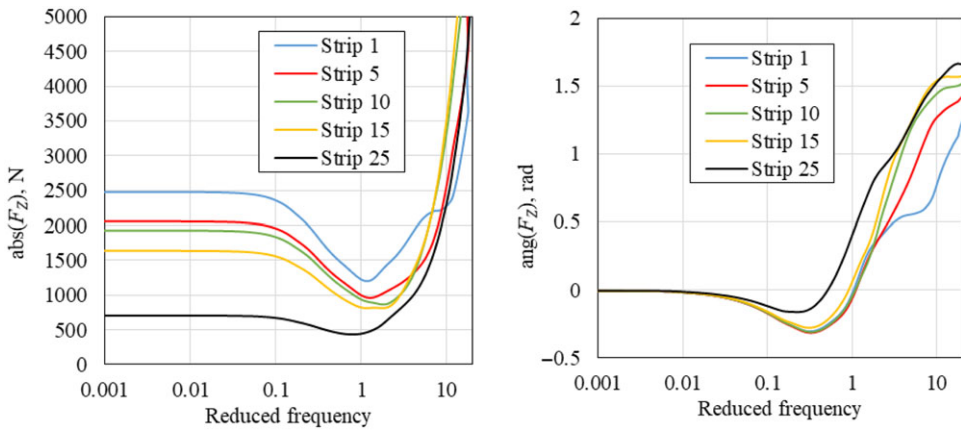 abs(F_Z), N
5000
4500
4000
3500
3000
2500
2000
1500
1000
500
0
Strip 1
Strip 5
Strip 10
Strip 15
Strip 25
0.001 0.01 0.1 1 10
Reduced frequency
ang(F_Z), rad
2
1.5
1
0.5
0
−0.5
Strip 1
Strip 5
Strip 10
Strip 15
Strip 25
0.001 0.01 0.1 1 10
Reduced frequency